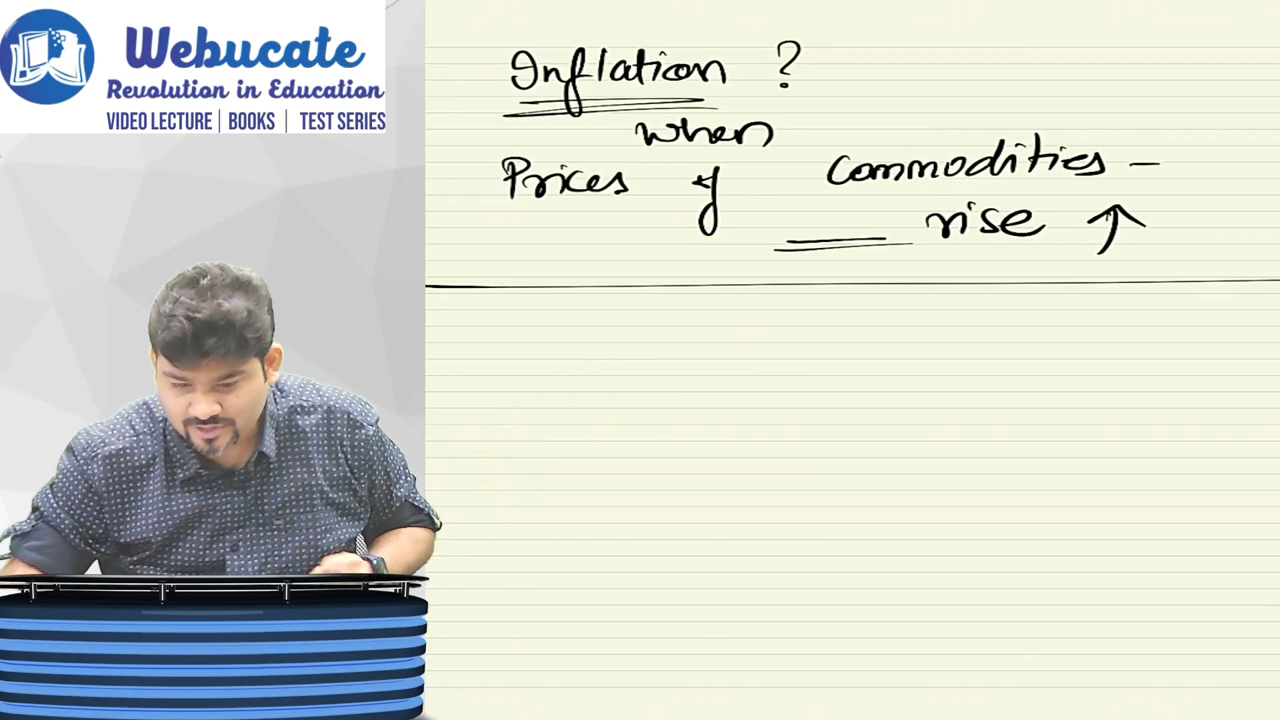 Webucate
Revolution in Education
VIDEO LECTURE | BOOKS | TEST SERIES
Inflation ?
when
Prices of commodities –
rise ↑